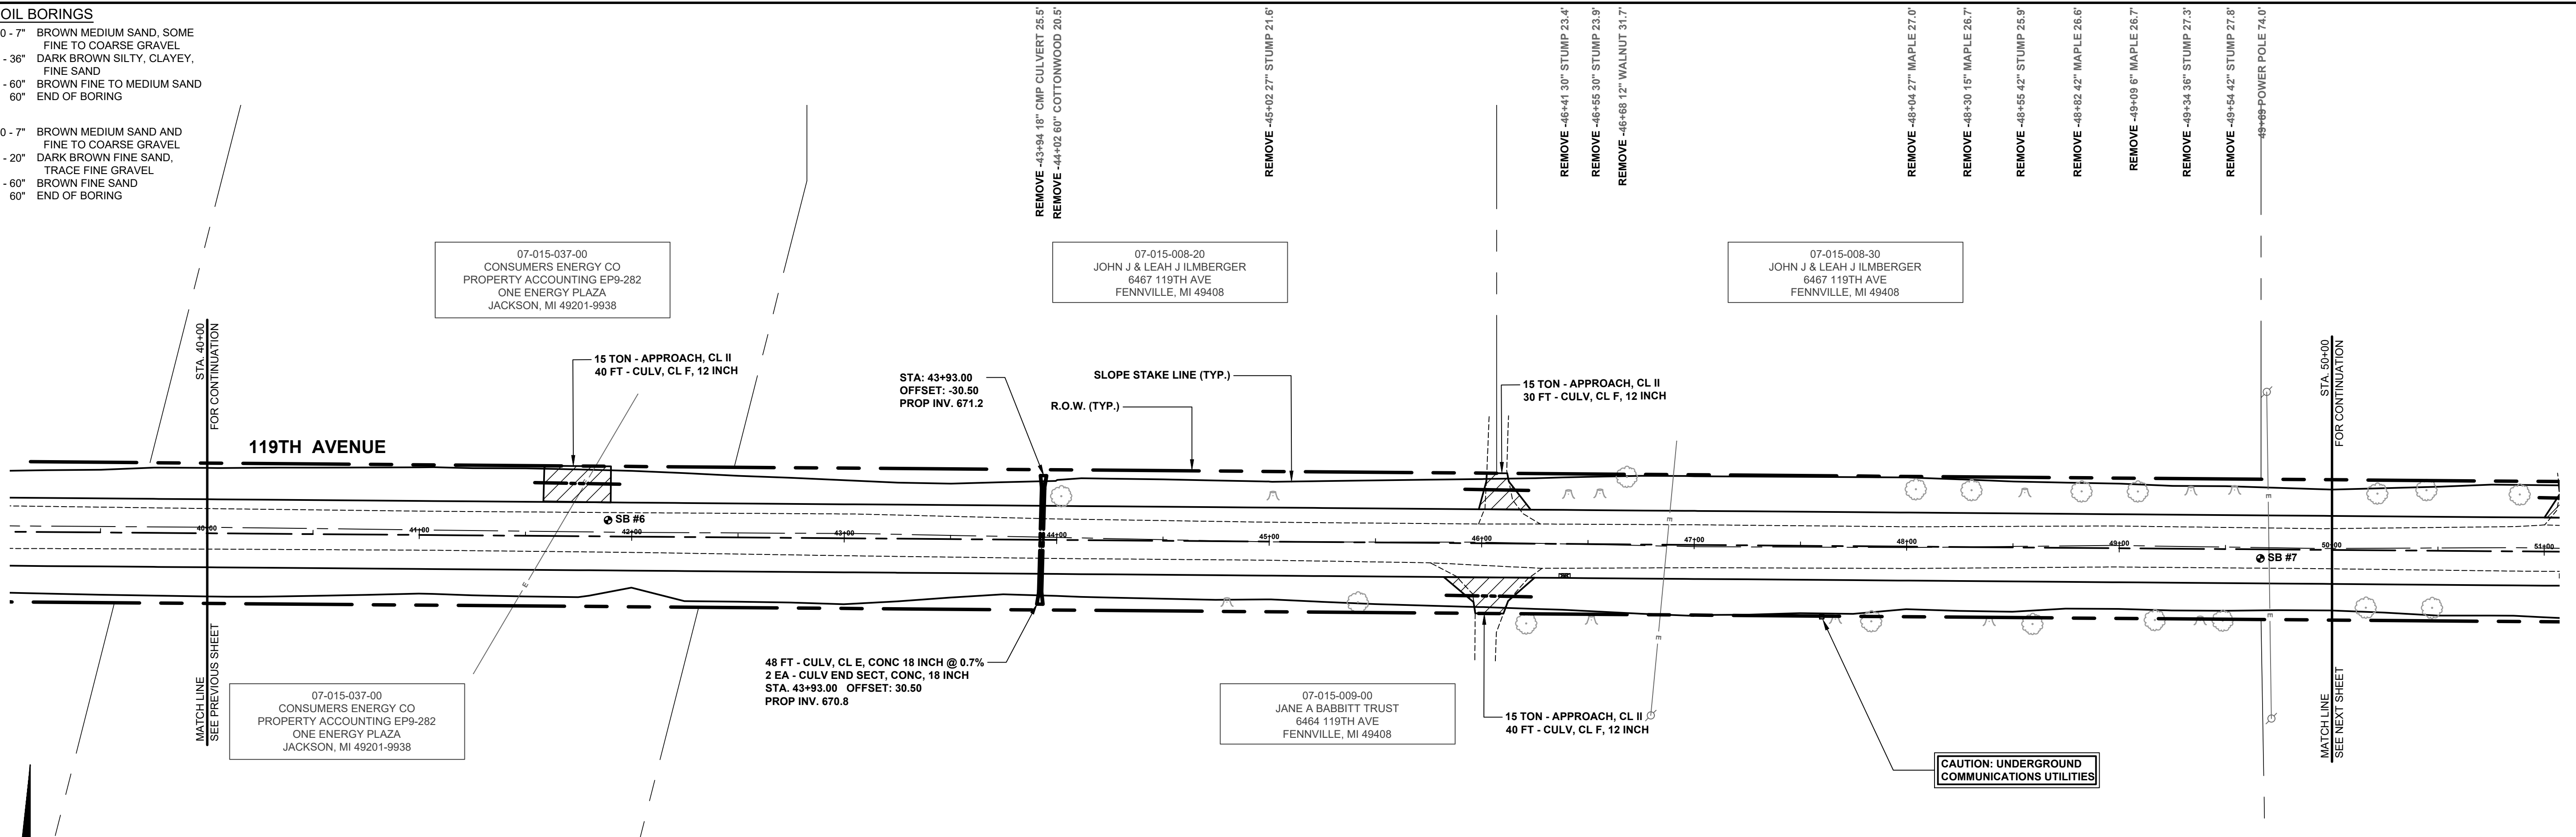 OIL BORINGS
0 - 7" BROWN MEDIUM SAND, SOME
FINE TO COARSE GRAVEL
- 36" DARK BROWN SILTY, CLAYEY,
FINE SAND
- 60" BROWN FINE TO MEDIUM SAND
60" END OF BORING
0 - 7" BROWN MEDIUM SAND AND
FINE TO COARSE GRAVEL
- 20" DARK BROWN FINE SAND,
TRACE FINE GRAVEL
- 60" BROWN FINE SAND
60" END OF BORING
REMOVE -43+94 18" CMP CULVERT 25.5'
REMOVE -44+02 60" COTTONWOOD 20.5'
REMOVE -45+02 27" STUMP 21.6'
REMOVE -46+41 30" STUMP 23.4'
REMOVE -46+55 30" STUMP 23.9'
REMOVE -46+68 12" WALNUT 31.7'
REMOVE -48+04 27" MAPLE 27.0'
REMOVE -48+30 15" MAPLE 26.7'
REMOVE -48+55 42" STUMP 25.9'
REMOVE -48+82 42" MAPLE 26.6'
REMOVE -49+09 6" MAPLE 26.7'
REMOVE -49+34 36" STUMP 27.3'
REMOVE -49+54 42" STUMP 27.8'
49+69 POWER POLE 74.0'
07-015-037-00
CONSUMERS ENERGY CO
PROPERTY ACCOUNTING EP9-282
ONE ENERGY PLAZA
JACKSON, MI 49201-9938
07-015-008-20
JOHN J & LEAH J ILMBERGER
6467 119TH AVE
FENNVILLE, MI 49408
07-015-008-30
JOHN J & LEAH J ILMBERGER
6467 119TH AVE
FENNVILLE, MI 49408
STA. 40+00
FOR CONTINUATION
15 TON - APPROACH, CL II
40 FT - CULV, CL F, 12 INCH
STA: 43+93.00
OFFSET: -30.50
PROP INV. 671.2
SLOPE STAKE LINE (TYP.)
R.O.W. (TYP.)
15 TON - APPROACH, CL II
30 FT - CULV, CL F, 12 INCH
STA. 50+00
FOR CONTINUATION
119TH AVENUE
SB #6
40+00
41+00
42+00
43+00
44+00
45+00
46+00
47+00
48+00
49+00
50+00
51+00
SB #7
E
E
E
E
E
MATCH LINE
SEE PREVIOUS SHEET
07-015-037-00
CONSUMERS ENERGY CO
PROPERTY ACCOUNTING EP9-282
ONE ENERGY PLAZA
JACKSON, MI 49201-9938
48 FT - CULV, CL E, CONC 18 INCH @ 0.7%
2 EA - CULV END SECT, CONC, 18 INCH
STA. 43+93.00 OFFSET: 30.50
PROP INV. 670.8
07-015-009-00
JANE A BABBITT TRUST
6464 119TH AVE
FENNVILLE, MI 49408
15 TON - APPROACH, CL II
40 FT - CULV, CL F, 12 INCH
CAUTION: UNDERGROUND
COMMUNICATIONS UTILITIES
MATCH LINE
SEE NEXT SHEET